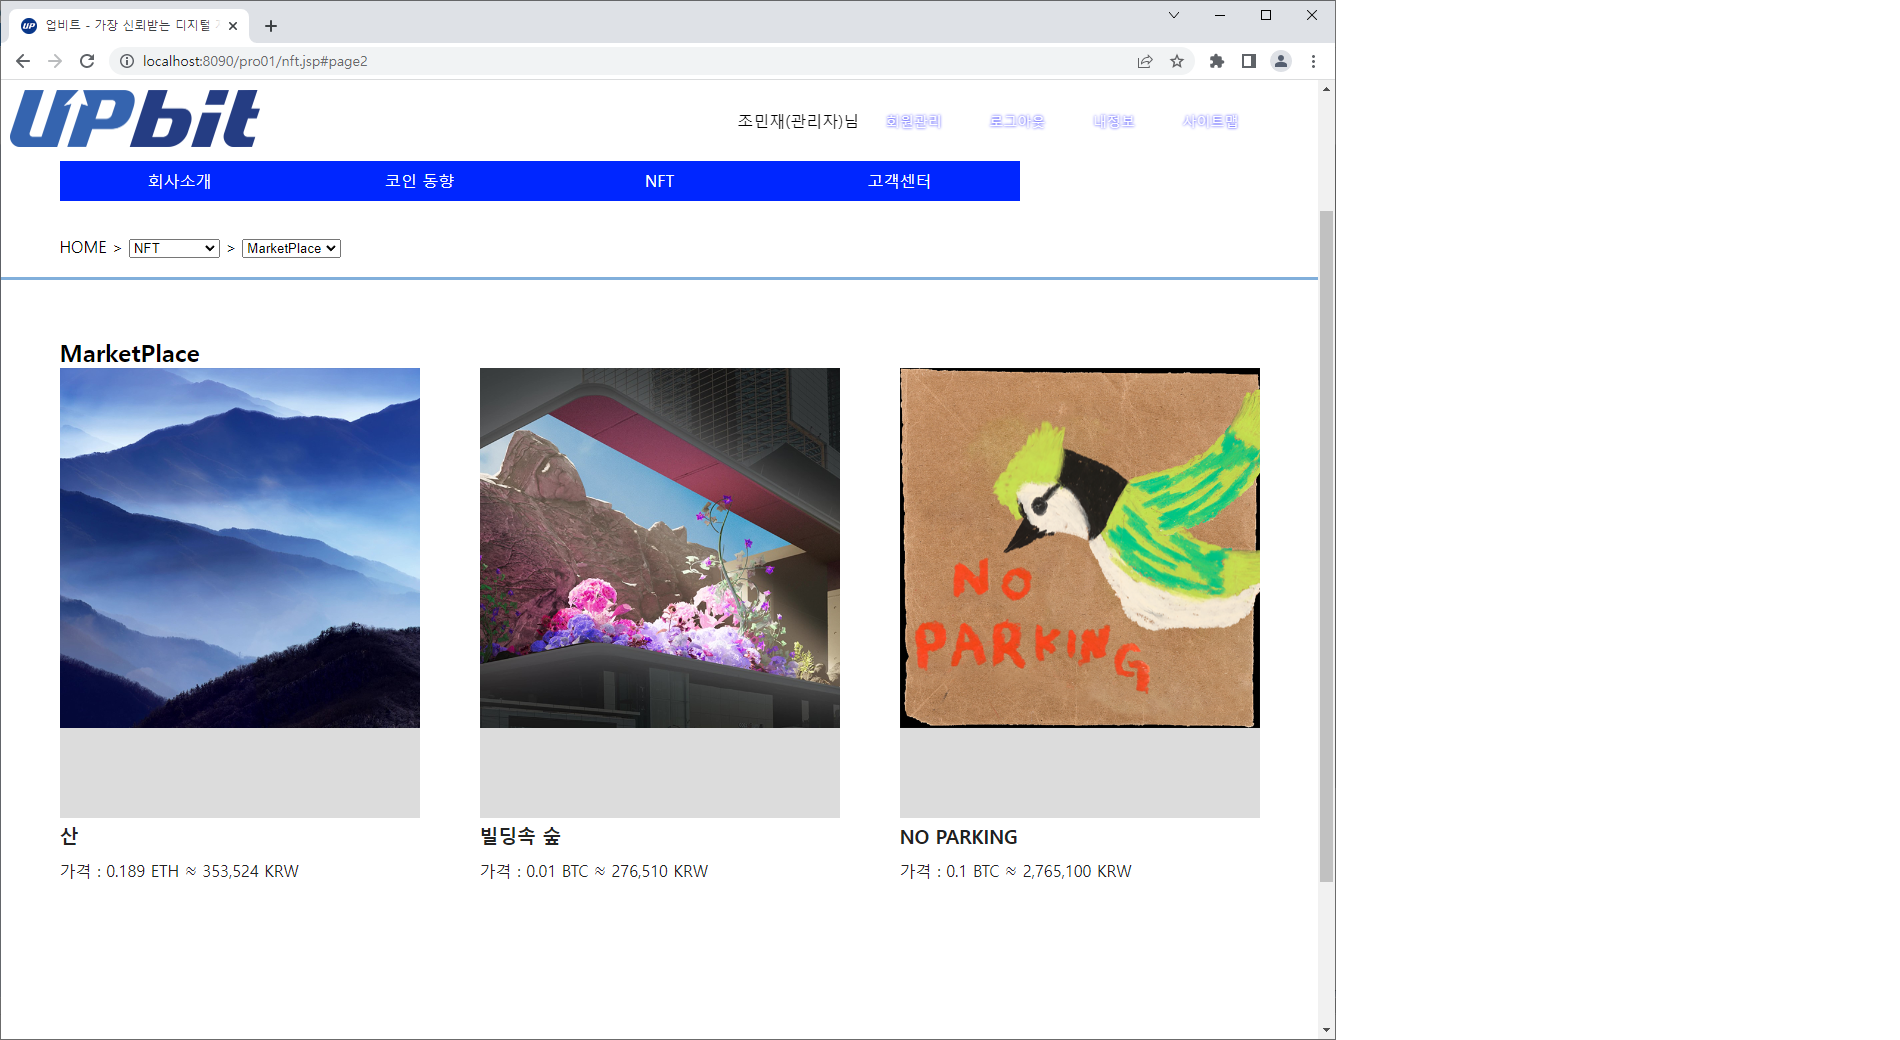 업비트 - 가장 신뢰받는 디지털
localhost:8090/pro01/nft.jsp#page2
UPbit
조민재(관리자)님 회원관리 로그아웃 내정보 사이트맵
회사소개 코인 동향 NFT 고객센터
HOME > NFT > MarketPlace
MarketPlace
NO
PARKING
산 빌딩속 숲 NO PARKING
가격 : 0.189 ETH ≈ 353,524 KRW 가격 : 0.01 BTC ≈ 276,510 KRW 가격 : 0.1 BTC ≈ 2,765,100 KRW